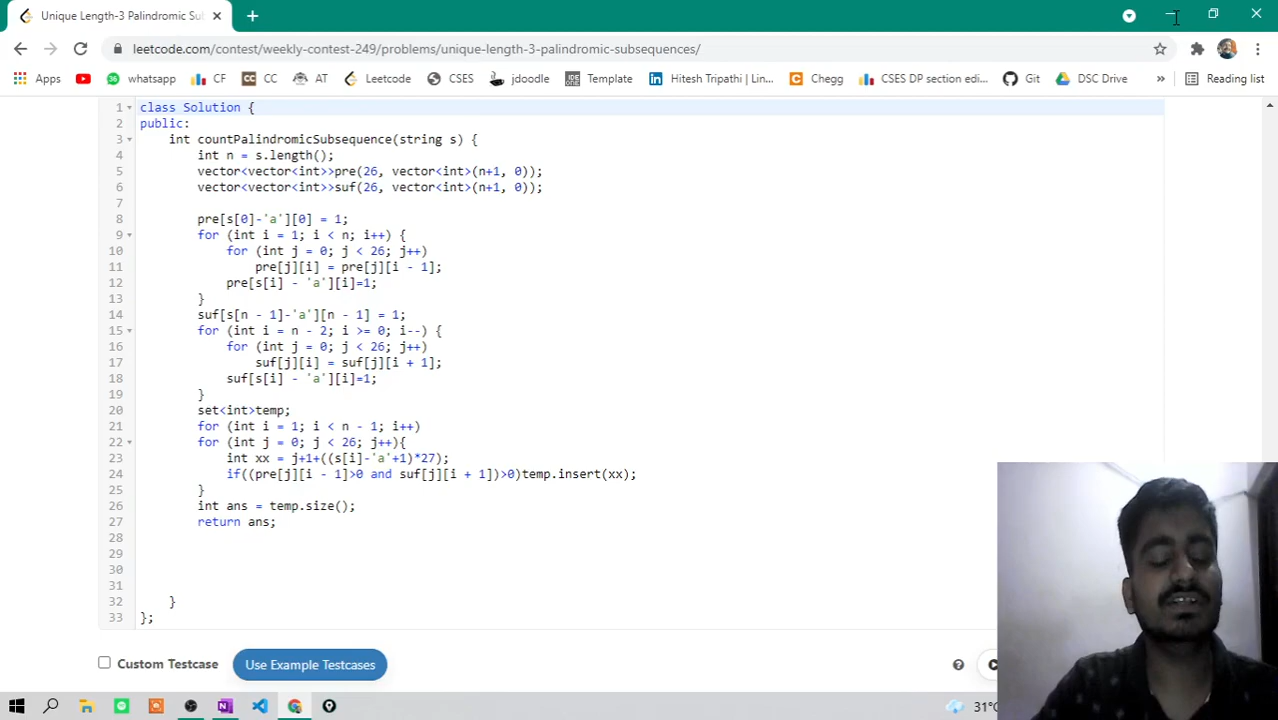 Unique Length-3 Palindromic Su
leetcode.com/contest/weekly-contest-249/problems/unique-length-3-palindromic-subsequences/
Apps
whatsapp
CF
CC
AT
Leetcode
CSES
jdoodle
Template
Hitesh Tripathi | Lin...
Chegg
CSES DP section edi...
Git
DSC Drive
»
Reading list
1 class Solution {
2 public:
3 int countPalindromicSubsequence(string s) {
4 int n = s.length();
5 vector<vector<int>>pre(26, vector<int>(n+1, 0));
6 vector<vector<int>>suf(26, vector<int>(n+1, 0));
7
8 pre[s[0]-'a'][0] = 1;
9 for (int i = 1; i < n; i++) {
10 for (int j = 0; j < 26; j++)
11 pre[j][i] = pre[j][i - 1];
12 pre[s[i] - 'a'][i]=1;
13 }
14 suf[s[n - 1]-'a'][n - 1] = 1;
15 for (int i = n - 2; i >= 0; i--) {
16 for (int j = 0; j < 26; j++)
17 suf[j][i] = suf[j][i + 1];
18 suf[s[i] - 'a'][i]=1;
19 }
20 set<int>temp;
21 for (int i = 1; i < n - 1; i++)
22 for (int j = 0; j < 26; j++){
23 int xx = j+1+((s[i]-'a'+1)*27);
24 if((pre[j][i - 1]>0 and suf[j][i + 1])>0)temp.insert(xx);
25 }
26 int ans = temp.size();
27 return ans;
28
29
30
31
32 }
33 };
Custom Testcase
Use Example Testcases
31°C